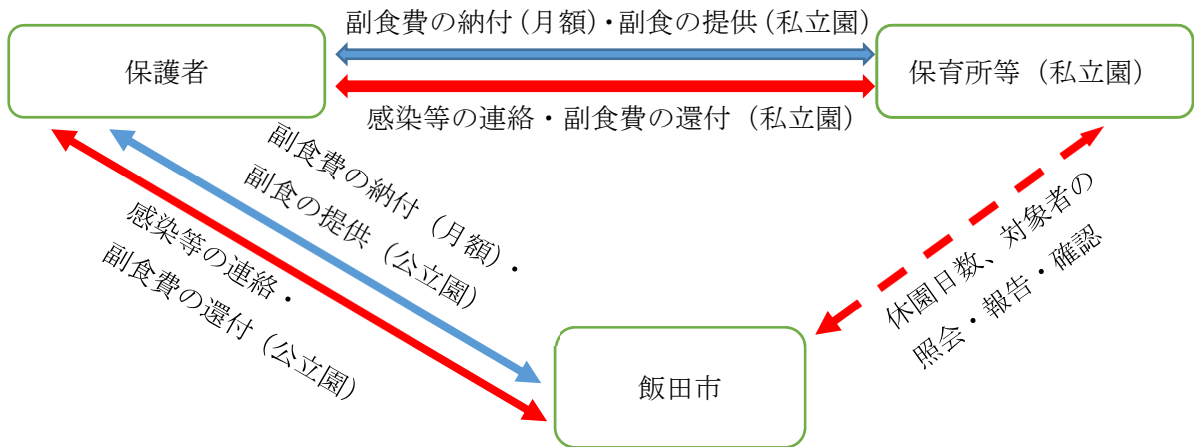 副食費の納付（月額）・副食の提供（私立園）
保護者
保育所等（私立園）
感染等の連絡・副食費の還付（私立園）
副食費の納付（月額）・
副食の提供（公立園）
感染等の連絡・
副食費の還付（公立園）
休園日数、対象者の
照会・報告・確認
飯田市